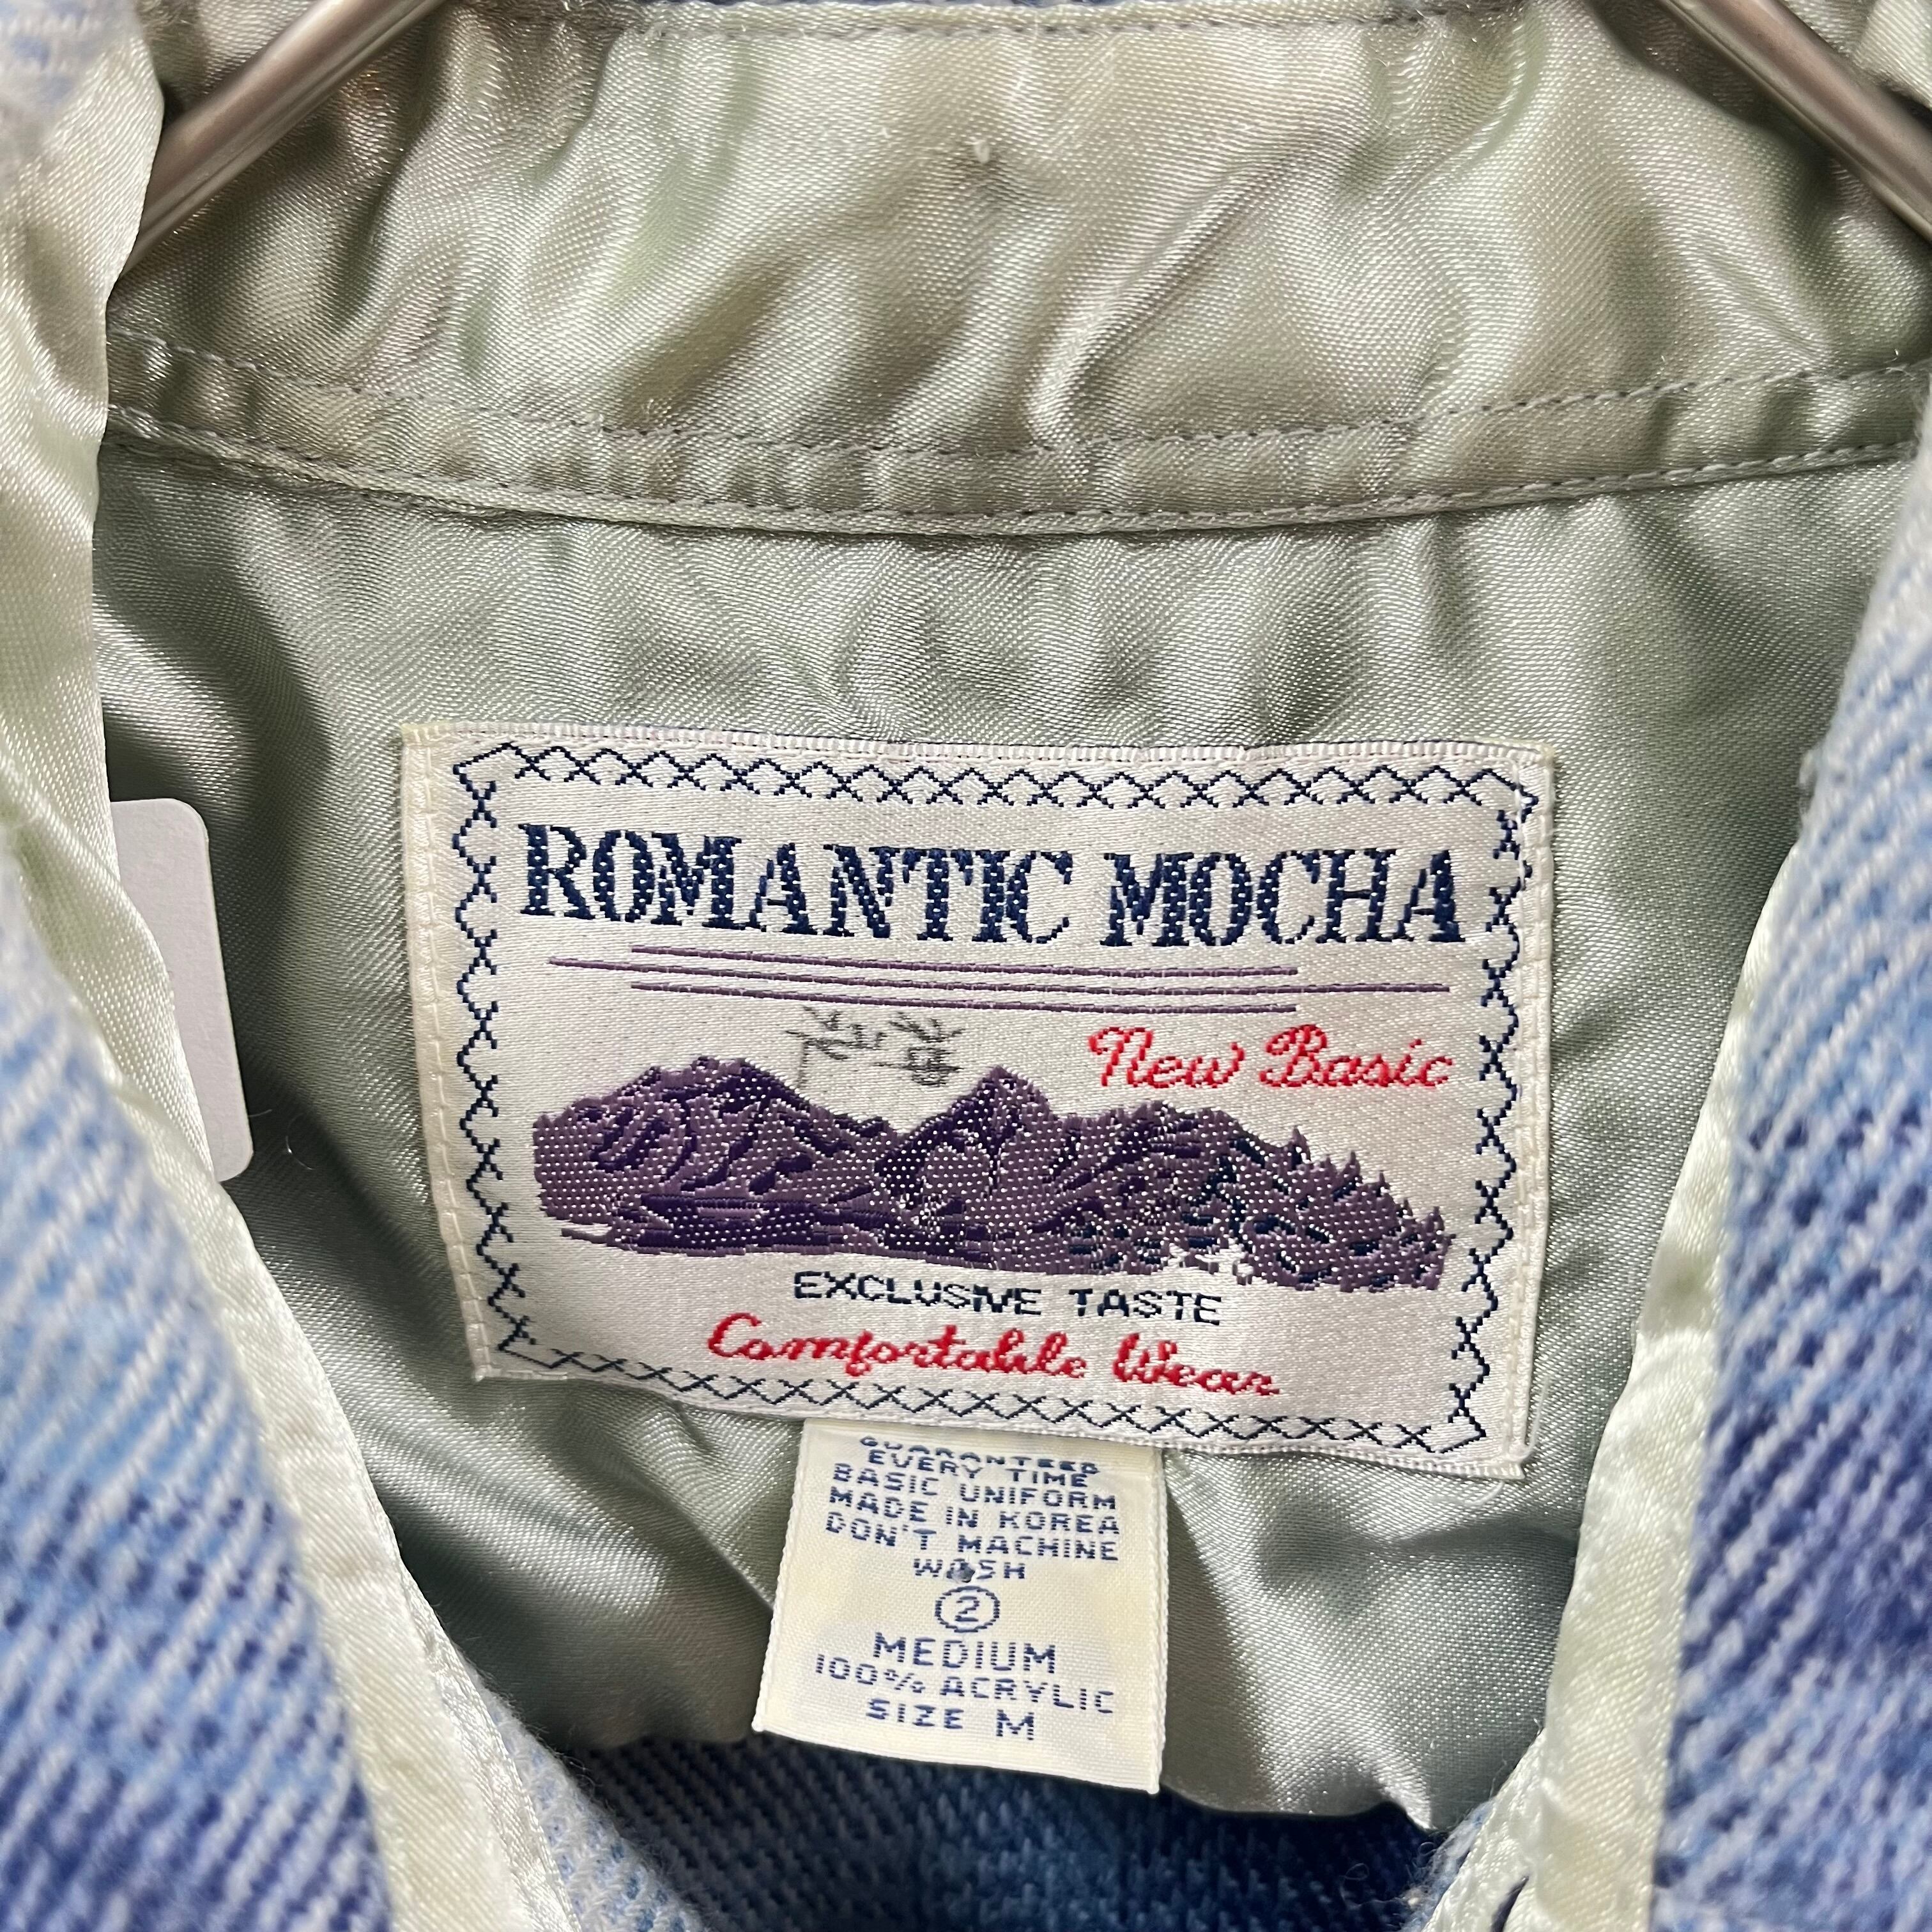 ROMANTIC MOCHA
New Basic
EXCLUSIVE TASTE
Comfortable Wear
GUARANTEED
EVERY TIME
BASIC UNIFORM
MADE IN KOREA
DON'T MACHINE
WASH
2
MEDIUM
100% ACRYLIC
SIZE M